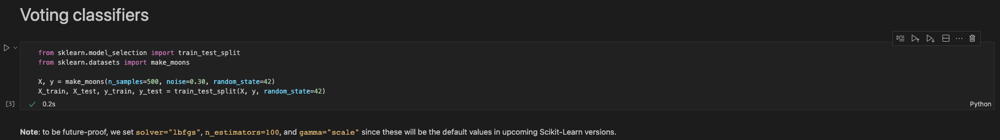 Voting classifiers
from sklearn.model_selection import train_test_split
from sklearn.datasets import make_moons
X, y = make_moons(n_samples=500, noise=0.30, random_state=42)
X_train, X_test, y_train, y_test = train_test_split(X, y, random_state=42)
[3] 0.2s Python
Note: to be future-proof, we set solver="lbfgs", n_estimators=100, and gamma="scale" since these will be the default values in upcoming Scikit-Learn versions.